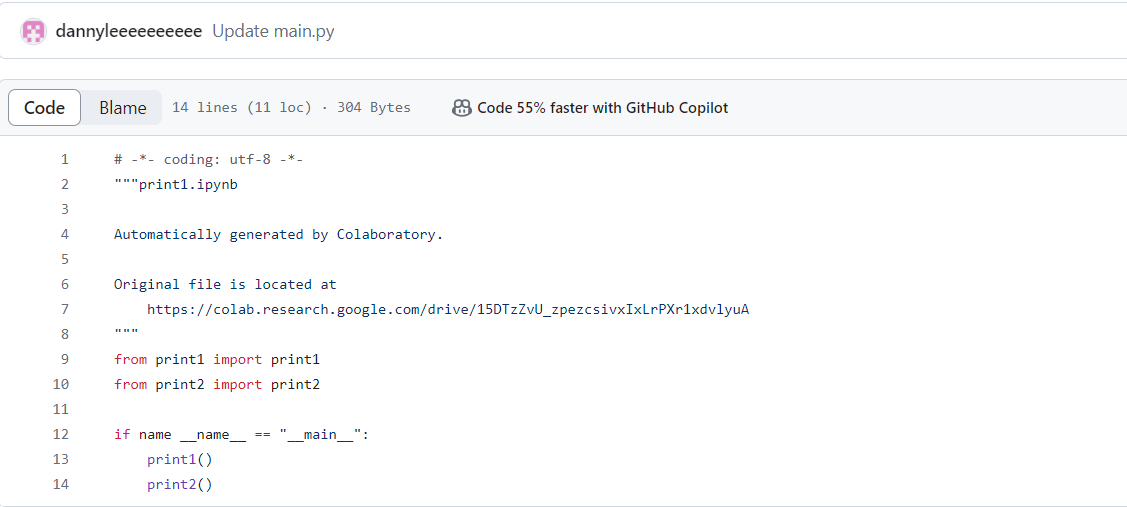 dannyleeeeeeeeee Update main.py
Code Blame 14 lines (11 loc) · 304 Bytes Code 55% faster with GitHub Copilot
1 # -*- coding: utf-8 -*-
2 """print1.ipynb
3
4 Automatically generated by Colaboratory.
5
6 Original file is located at
7 https://colab.research.google.com/drive/15DTzZvU_zpezcsivxIxLrPXr1xdvlyuA
8 """
9 from print1 import print1
10 from print2 import print2
11
12 if name __name__ == "__main__":
13 print1()
14 print2()